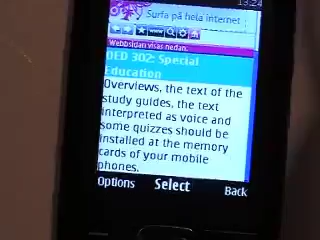 13:24
Surfa på hela internet
Webbsidan visas nedan.
OED 302: Special
Education
Overviews, the text of the
study guides, the text
interpreted as voice and
some quizzes should be
installed at the memory
cards of your mobile
phones.
Options Select Back